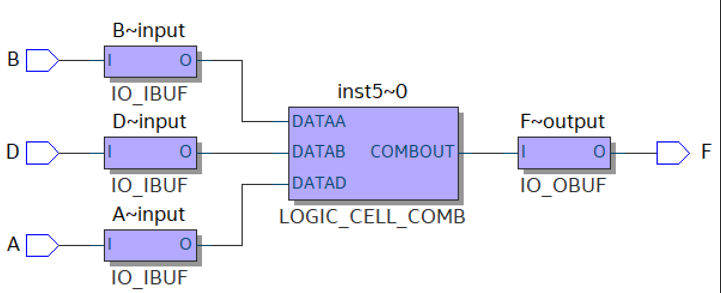 B~input
B
I
O
IO_IBUF
inst5~0
D~input
DATAA
F~output
D
I
O
DATAB
COMBOUT
I
O
F
IO_IBUF
DATAD
IO_OBUF
A~input
LOGIC_CELL_COMB
A
I
O
IO_IBUF